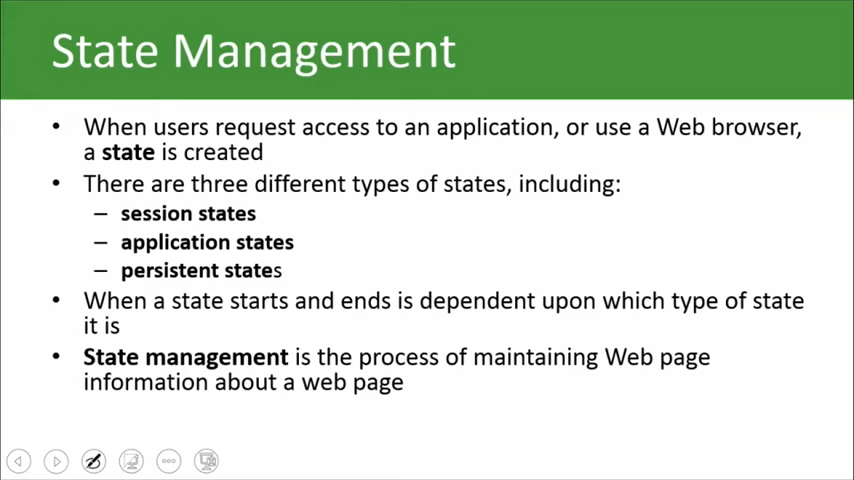 State Management
• When users request access to an application, or use a Web browser,
a state is created
• There are three different types of states, including:
– session states
– application states
– persistent states
• When a state starts and ends is dependent upon which type of state
it is
• State management is the process of maintaining Web page
information about a web page